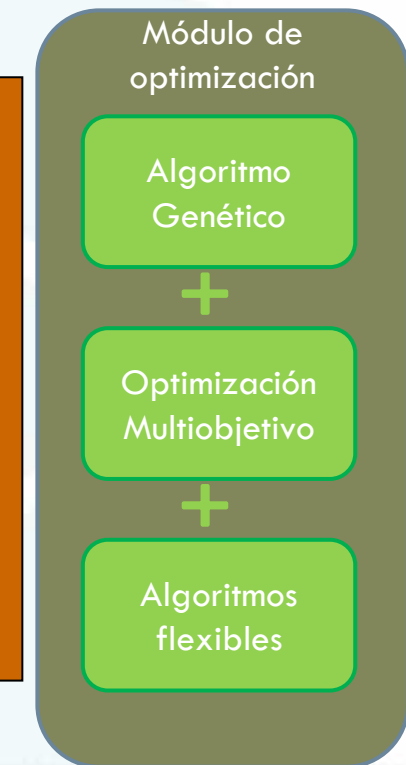 Módulo de
optimización
Algoritmo
Genético
+
Optimización
Multiobjetivo
+
Algoritmos
flexibles